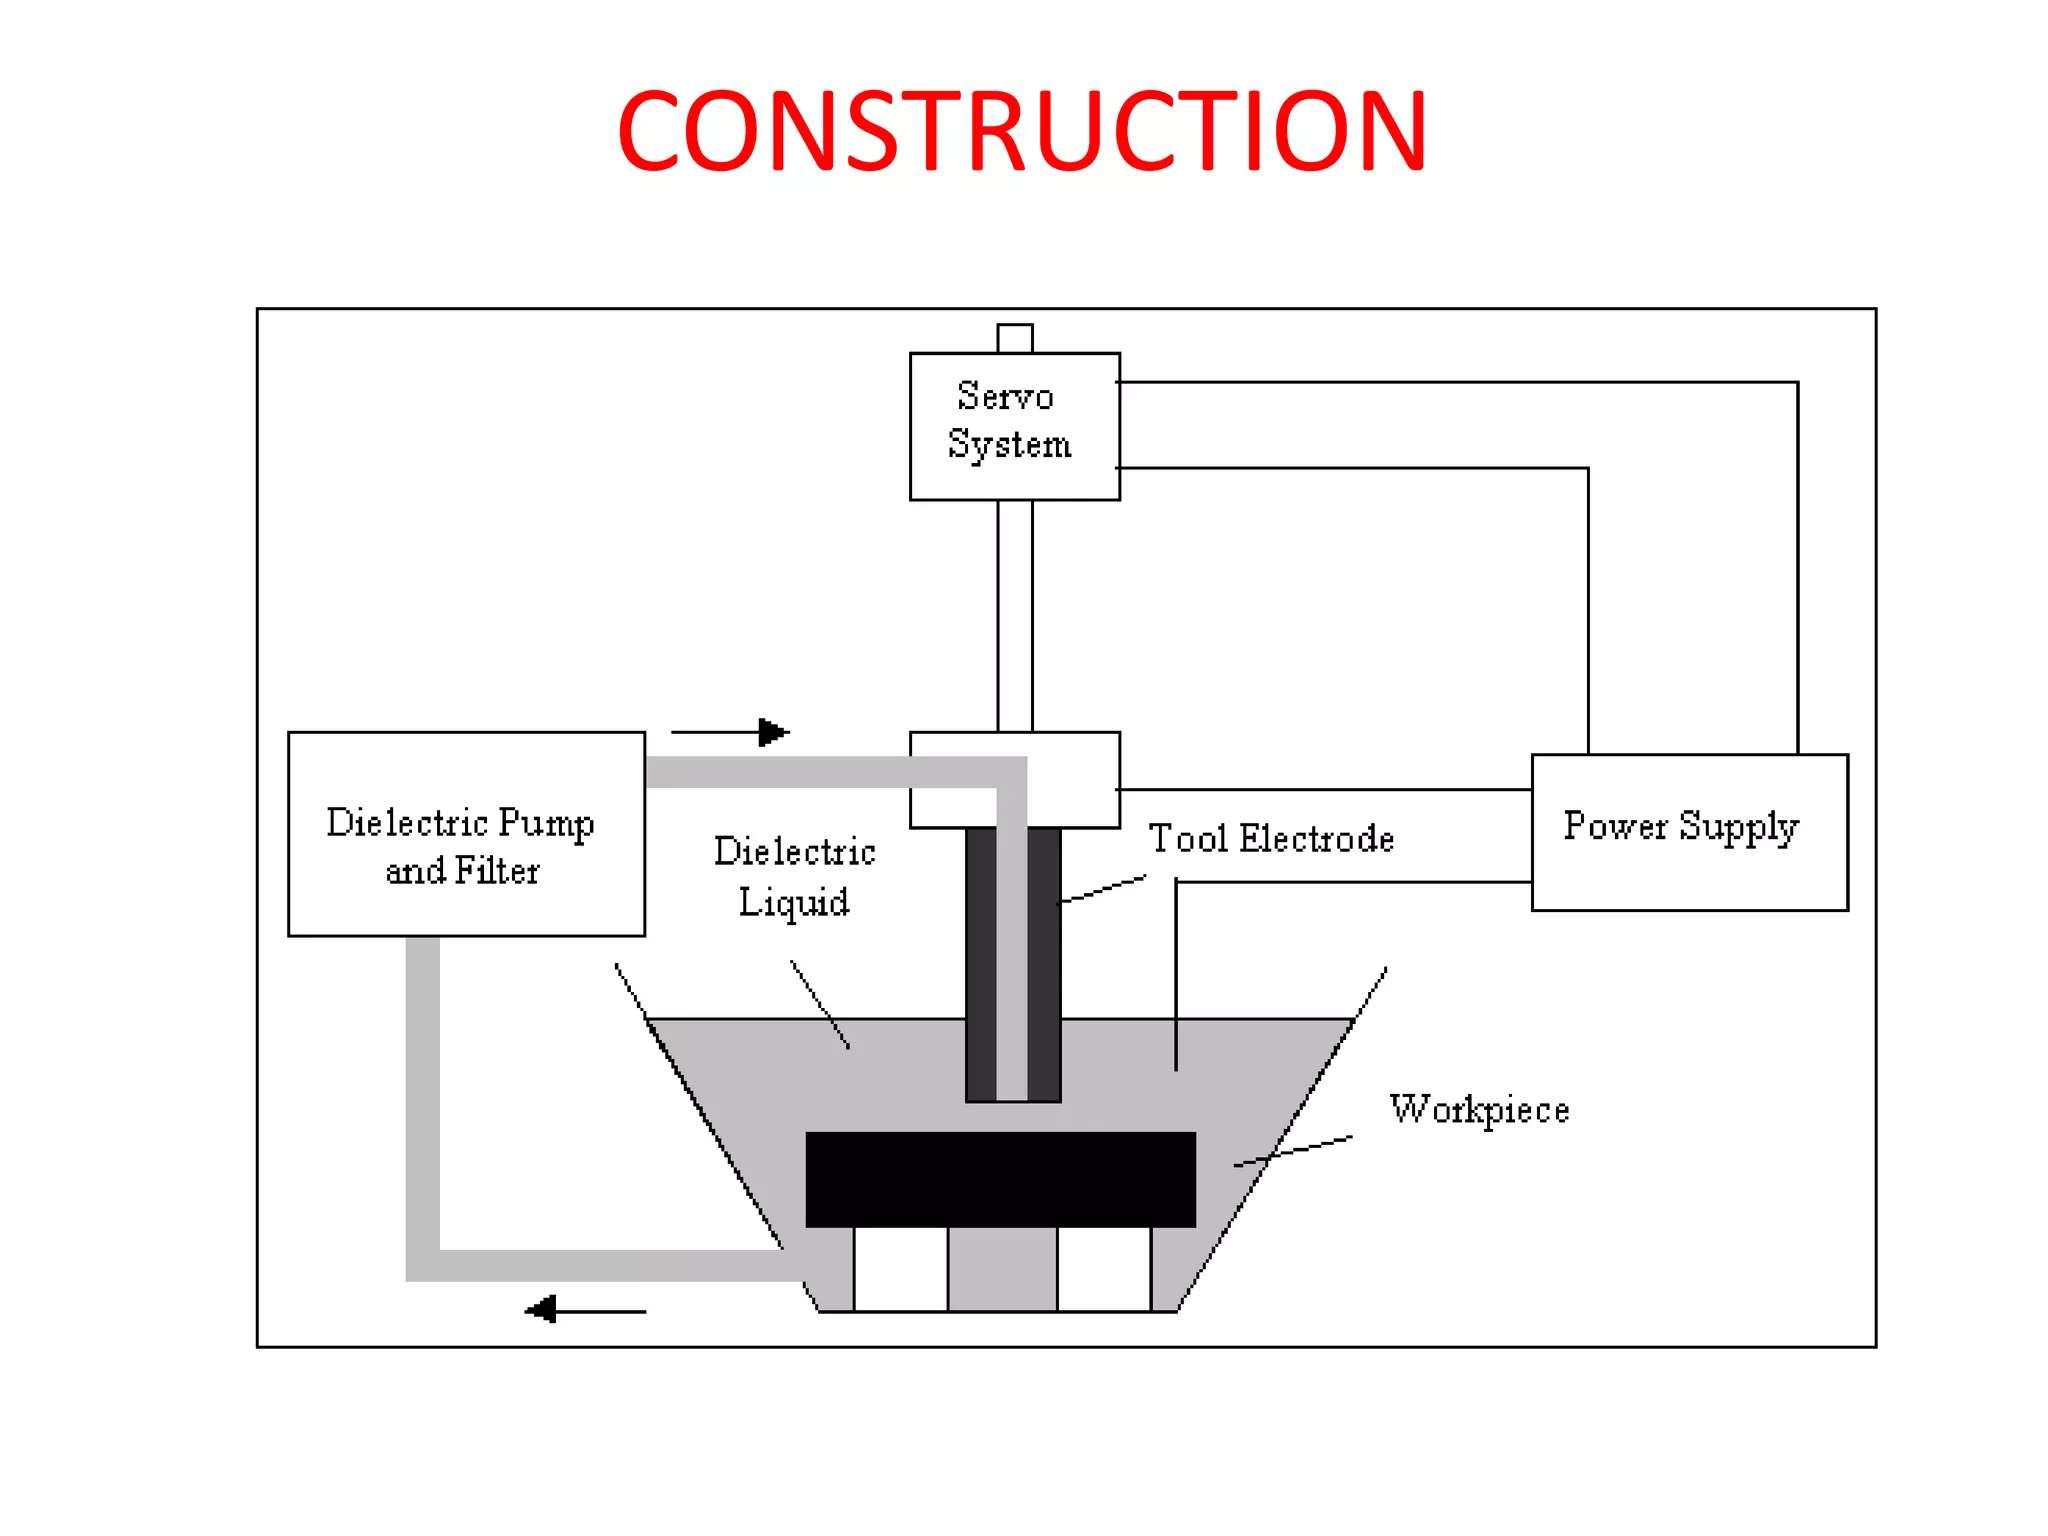 CONSTRUCTION
Servo
System
Dielectric Pump
and Filter
Dielectric
Liquid
Tool Electrode
Power Supply
Workpiece